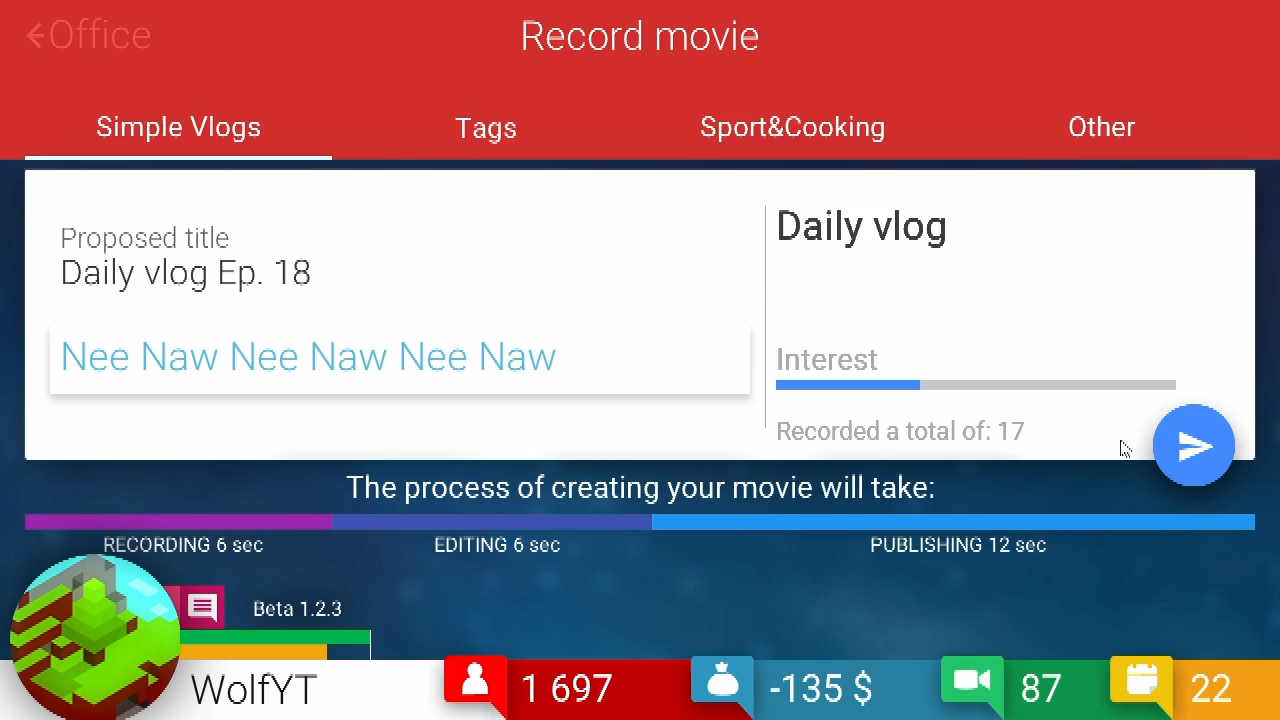 Office
Record movie
Simple Vlogs
Tags
Sport&Cooking
Other
Proposed title
Daily vlog Ep. 18
Nee Naw Nee Naw Nee Naw
Daily vlog
Interest
Recorded a total of: 17
The process of creating your movie will take:
RECORDING 6 sec
EDITING 6 sec
PUBLISHING 12 sec
Beta 1.2.3
WolfYT
1 697
-135 $
87
22